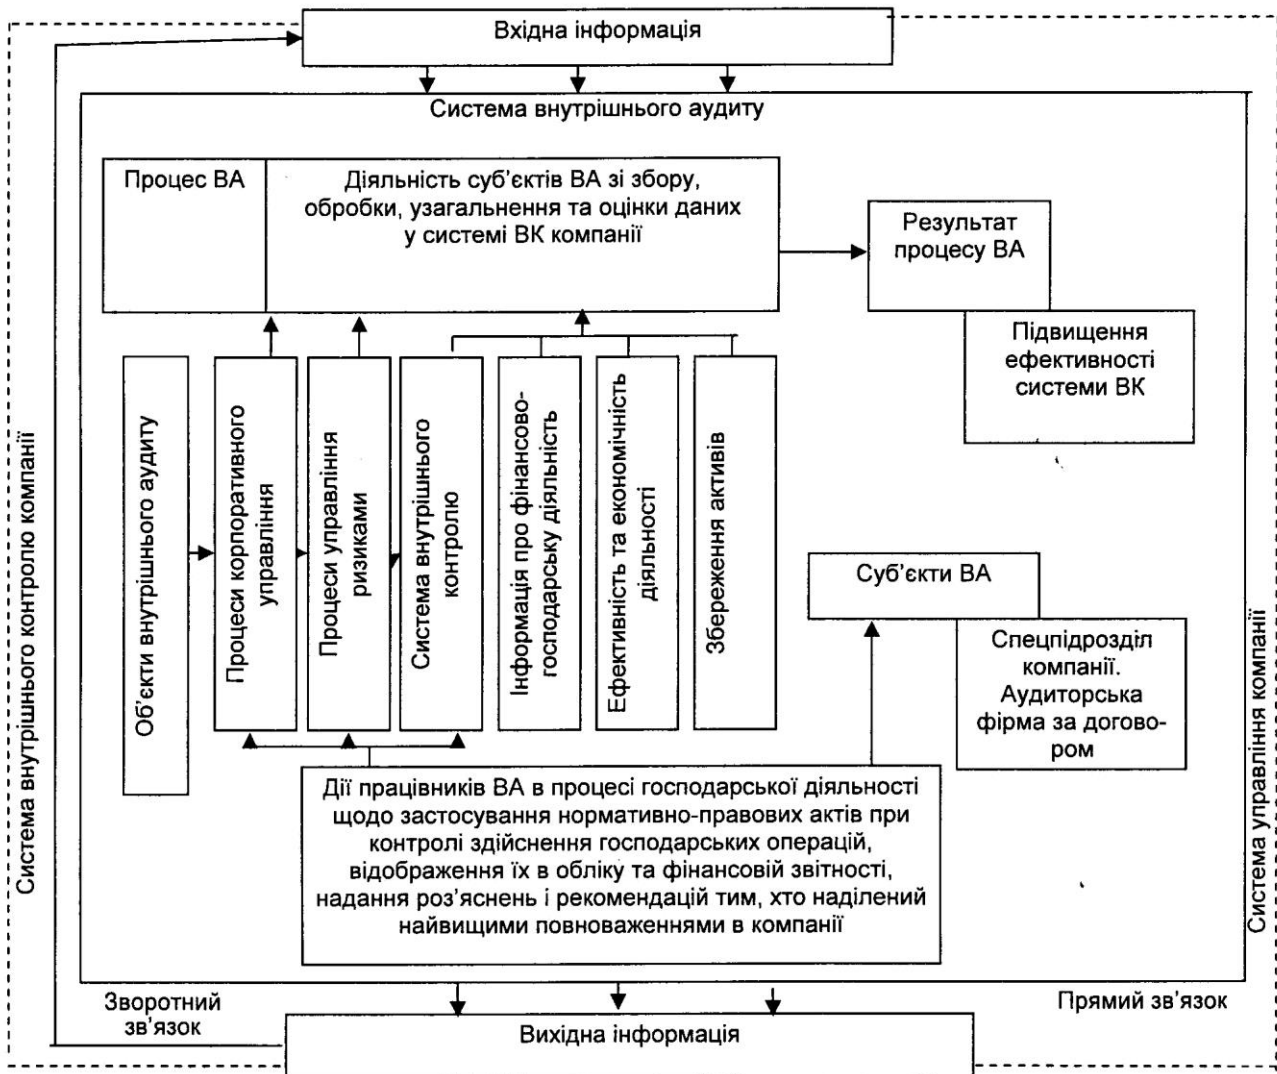 Вхідна інформація
Система внутрішнього аудиту
Процес ВА
Діяльність суб’єктів ВА зі збору,
обробки, узагальнення та оцінки даних
у системі ВК компанії
Результат
процесу ВА
Підвищення
ефективності
системи ВК
Система внутрішнього контролю компанії
Об’єкти внутрішнього аудиту
Процеси корпоративного
управління
Процеси управління
ризиками
Система внутрішнього
контролю
Інформація про фінансово-
господарську діяльність
Ефективність та економічність
діяльності
Збереження активів
Суб’єкти ВА
Спецпідрозділ
компанії.
Аудиторська
фірма за догово-
ром
Система управління компанії
Дії працівників ВА в процесі господарської діяльності
щодо застосування нормативно-правових актів при
контролі здійснення господарських операцій,
відображення їх в обліку та фінансовій звітності,
надання роз’яснень і рекомендацій тим, хто наділений
найвищими повноваженнями в компанії
Зворотний
зв’язок
Прямий зв’язок
Вихідна інформація